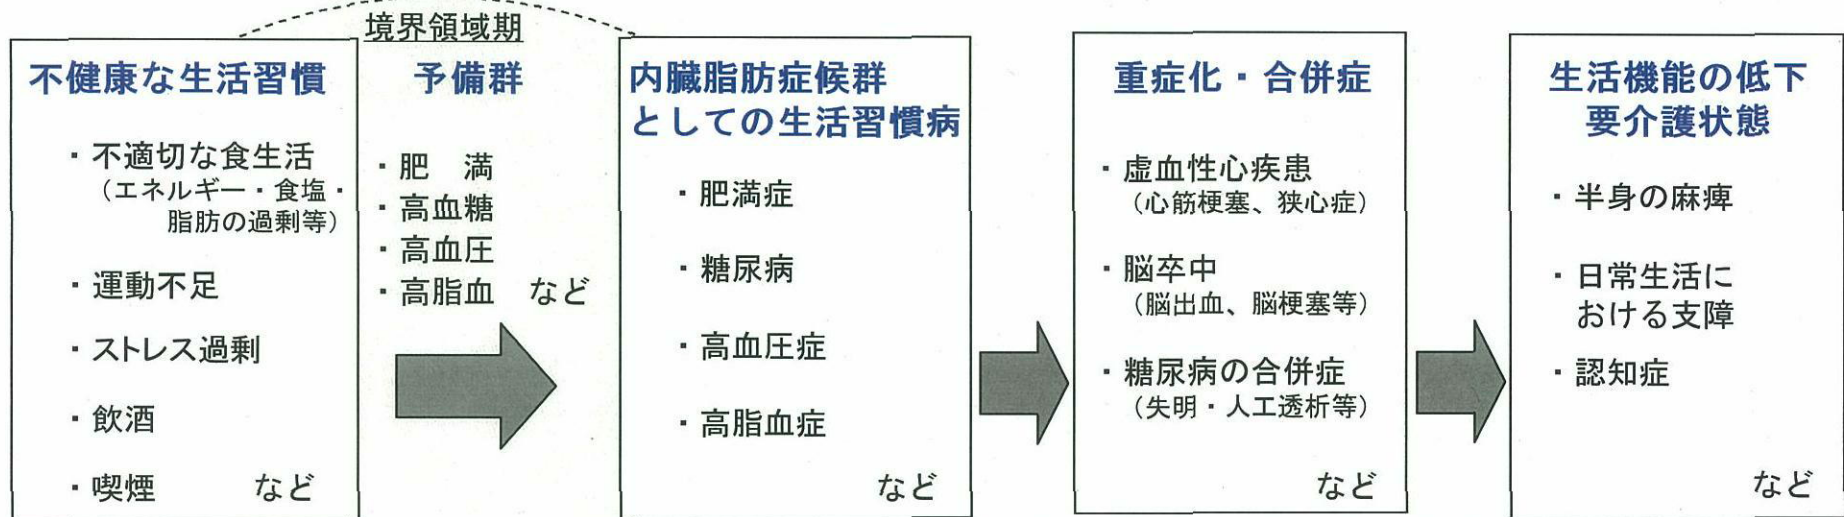 境界領域期
不健康な生活習慣
・不適切な食生活
(エネルギー・食塩・
脂肪の過剰等)
・運動不足
・ストレス過剰
・飲酒
・喫煙 など
予備群
・肥 満
・高血糖
・高血圧
・高脂血 など
内臓脂肪症候群
としての生活習慣病
・肥満症
・糖尿病
・高血圧症
・高脂血症
など
重症化・合併症
・虚血性心疾患
(心筋梗塞、狭心症)
・脳卒中
(脳出血、脳梗塞等)
・糖尿病の合併症
(失明・人工透析等)
など
生活機能の低下
要介護状態
・半身の麻痺
・日常生活に
おける支障
・認知症
など